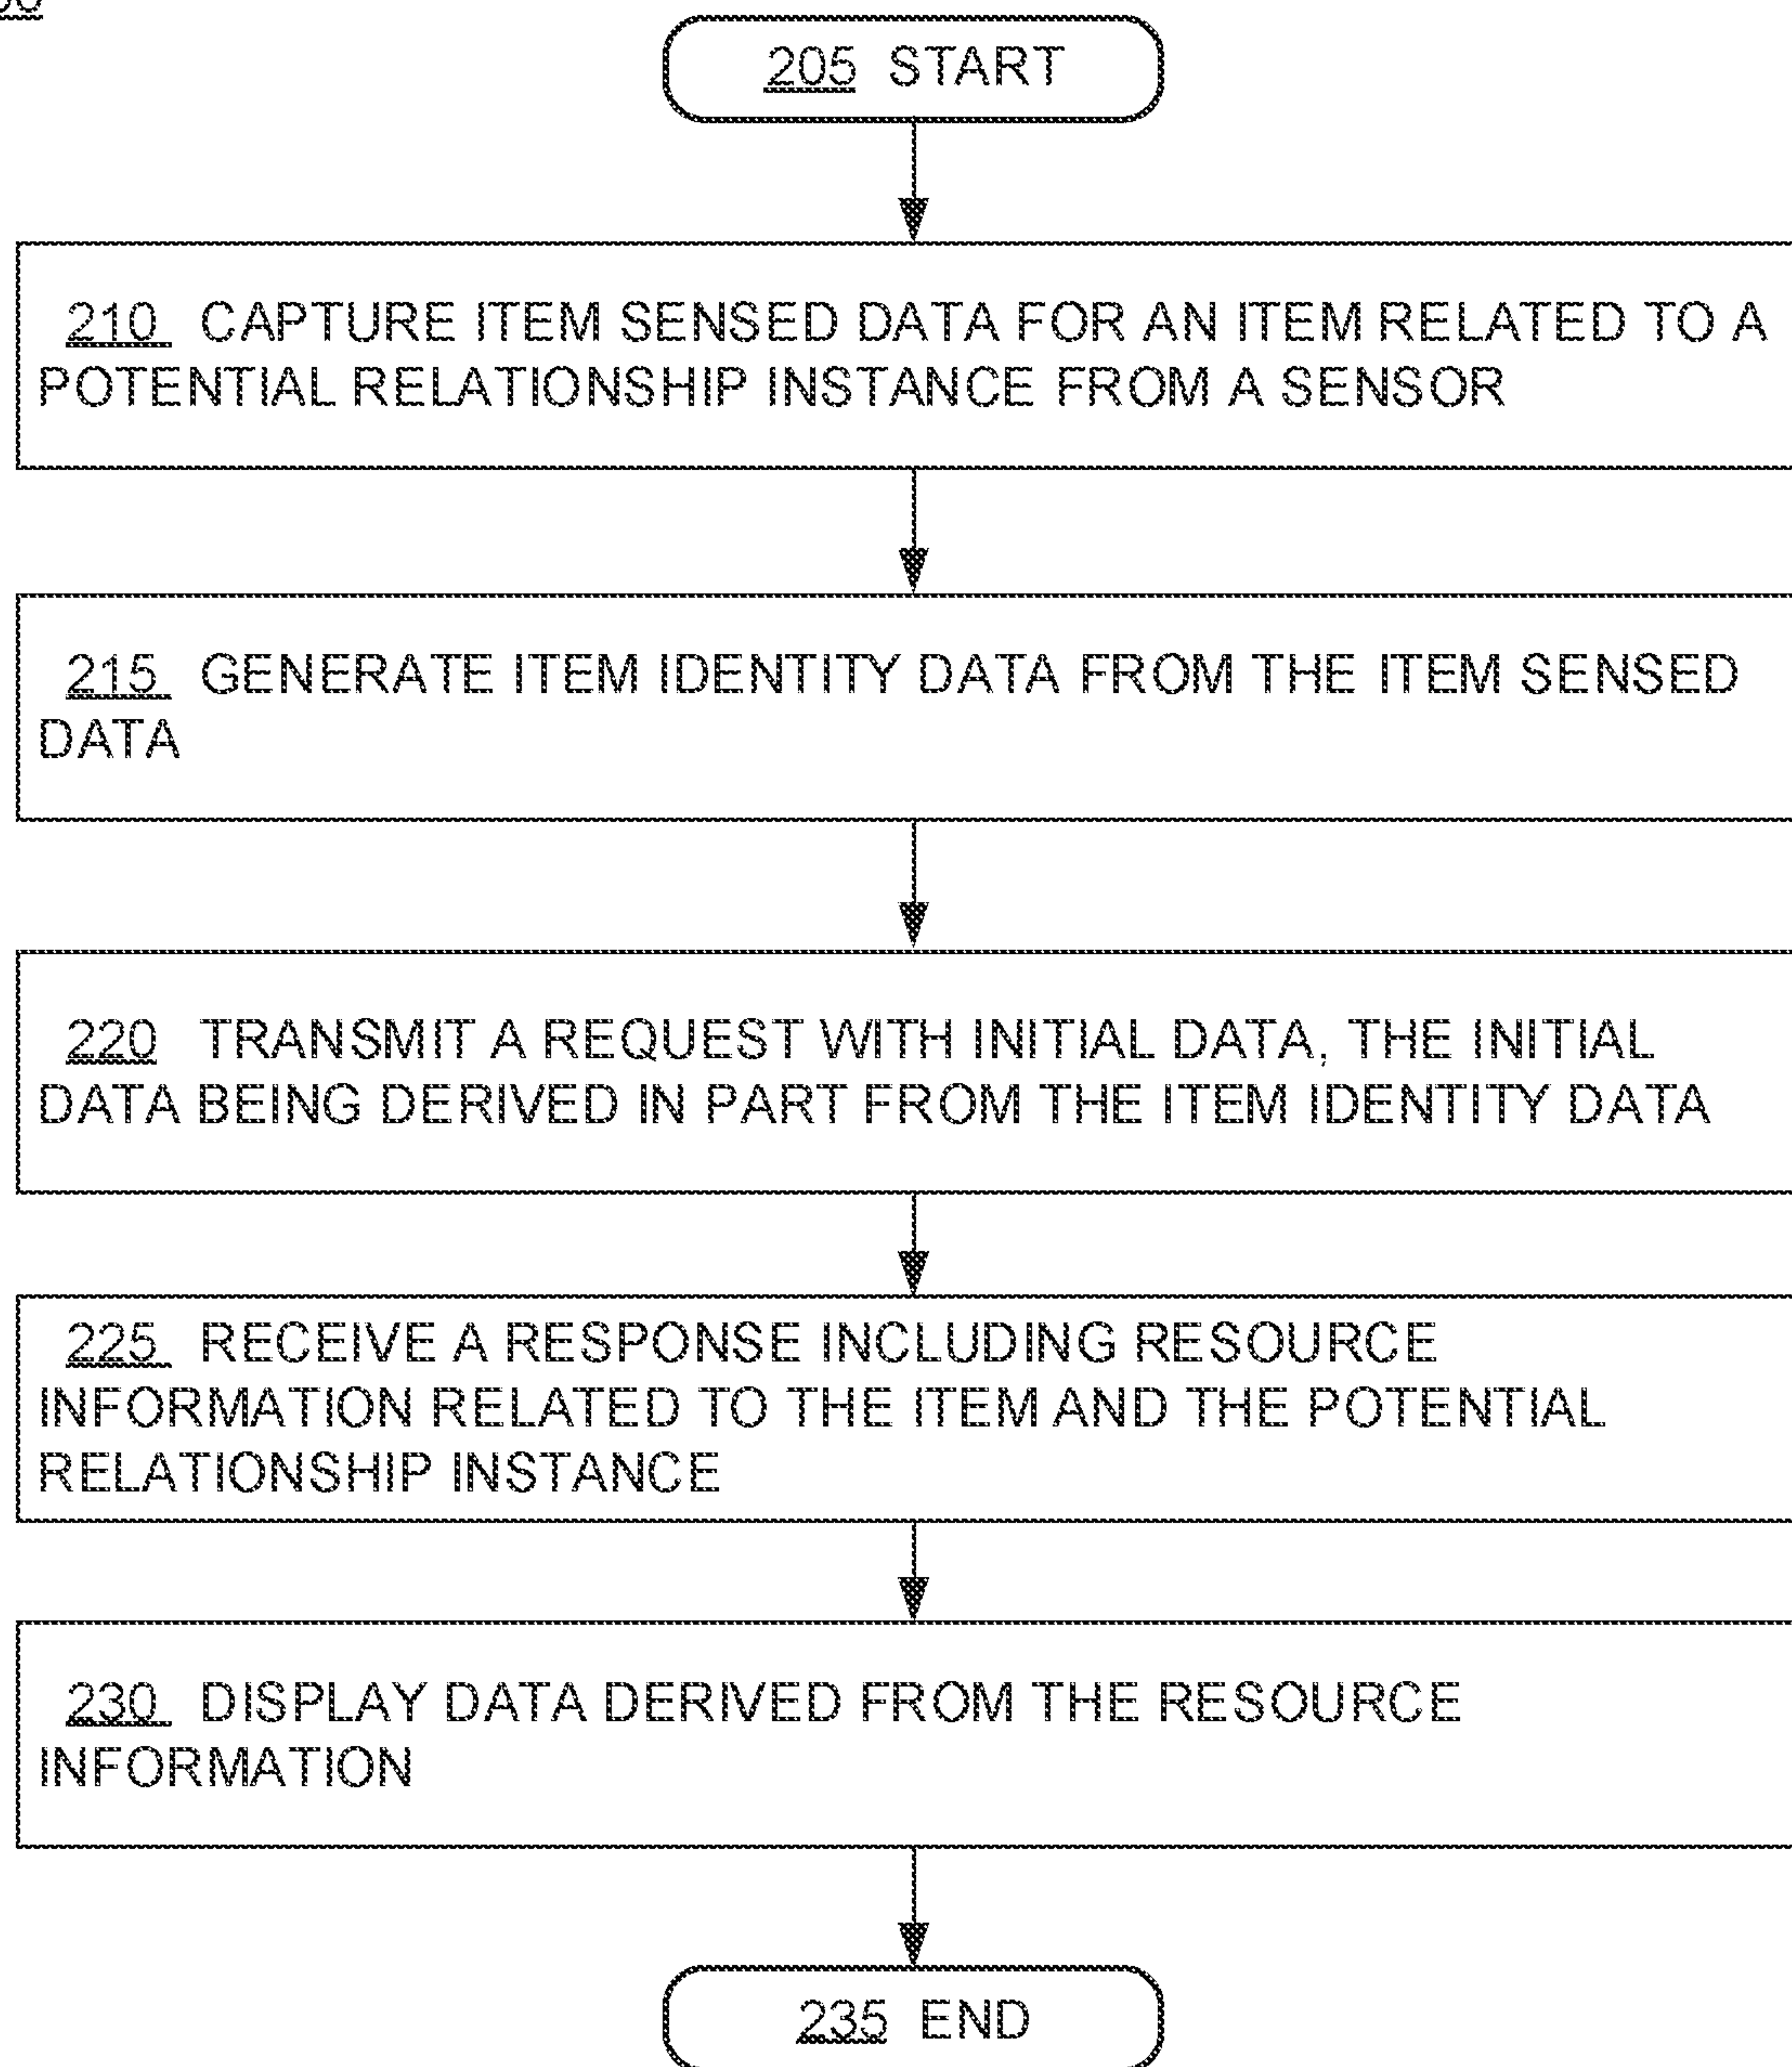 205 START
210 CAPTURE ITEM SENSED DATA FOR AN ITEM RELATED TO A
POTENTIAL RELATIONSHIP INSTANCE FROM A SENSOR
215 GENERATE ITEM IDENTITY DATA FROM THE ITEM SENSED
DATA
220 TRANSMIT A REQUEST WITH INITIAL DATA, THE INITIAL
DATA BEING DERIVED IN PART FROM THE ITEM IDENTITY DATA
225 RECEIVE A RESPONSE INCLUDING RESOURCE
INFORMATION RELATED TO THE ITEM AND THE POTENTIAL
RELATIONSHIP INSTANCE
230 DISPLAY DATA DERIVED FROM THE RESOURCE
INFORMATION
235 END